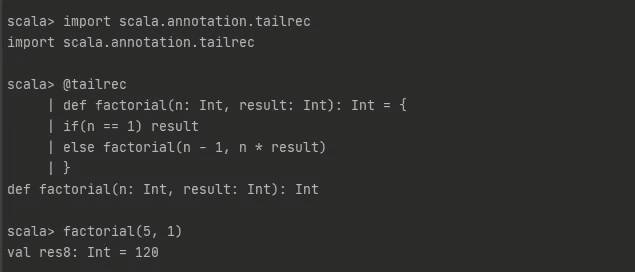 scala> import scala.annotation.tailrec
import scala.annotation.tailrec
scala> @tailrec
     | def factorial(n: Int, result: Int): Int = {
     | if(n == 1) result
     | else factorial(n - 1, n * result)
     | }
def factorial(n: Int, result: Int): Int
scala> factorial(5, 1)
val res8: Int = 120